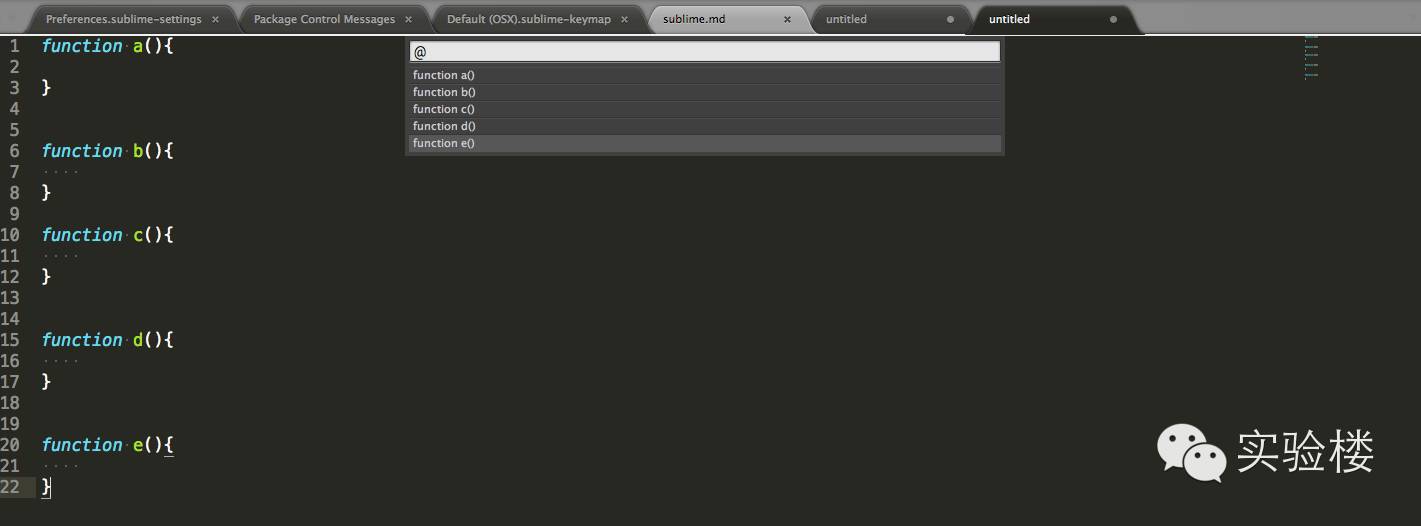 Preferences.sublime-settings × Package Control Messages × Default (OSX).sublime-keymap × sublime.md × untitled untitled
@
function a()
function b()
function c()
function d()
function e()
1 function a(){
2
3 }
4
5
6 function b(){
7
8 }
9
10 function c(){
11
12 }
13
14
15 function d(){
16
17 }
18
19
20 function e(){
21
22 }
实验楼